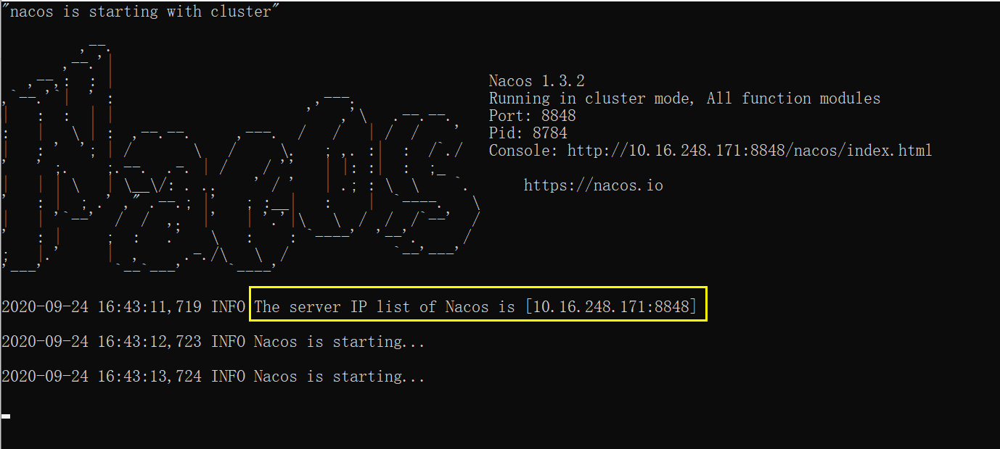 "nacos is starting with cluster"
Nacos 1.3.2
Running in cluster mode, All function modules
Port: 8848
Pid: 8784
Console: http://10.16.248.171:8848/nacos/index.html
https://nacos.io
2020-09-24 16:43:11,719 INFO The server IP list of Nacos is [10.16.248.171:8848]
2020-09-24 16:43:12,723 INFO Nacos is starting...
2020-09-24 16:43:13,724 INFO Nacos is starting...